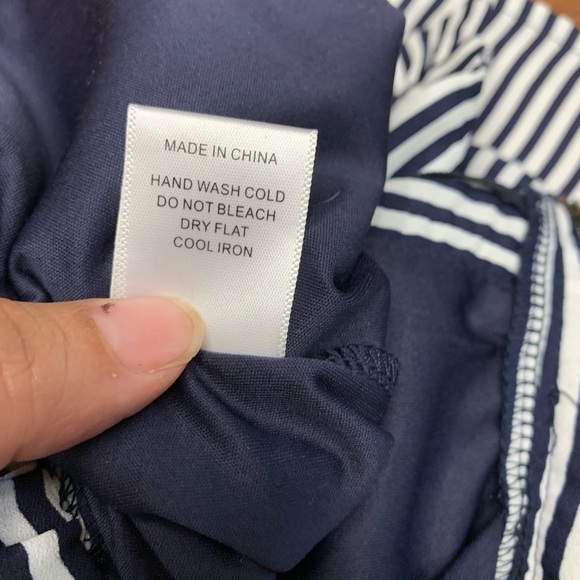 MADE IN CHINA
HAND WASH COLD
DO NOT BLEACH
DRY FLAT
COOL IRON